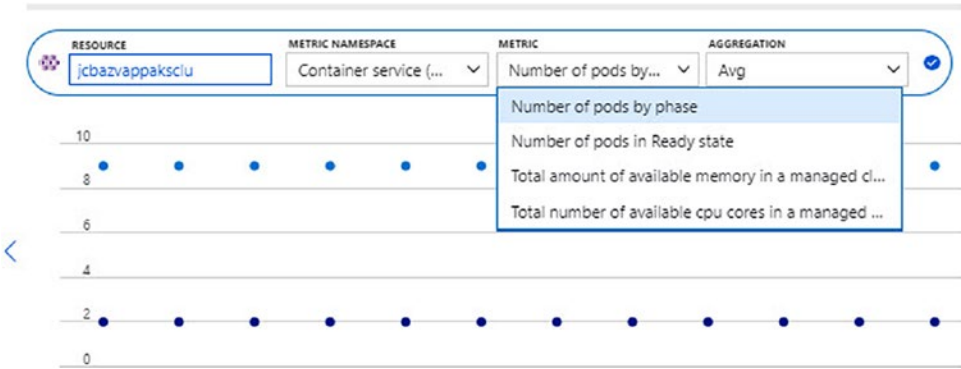 RESOURCE METRIC NAMESPACE METRIC AGGREGATION
jcbazvappaksclu Container service (... Number of pods by... Avg
Number of pods by phase
Number of pods in Ready state
Total amount of available memory in a managed cl...
Total number of available cpu cores in a managed ...
10
8
6
4
2
0